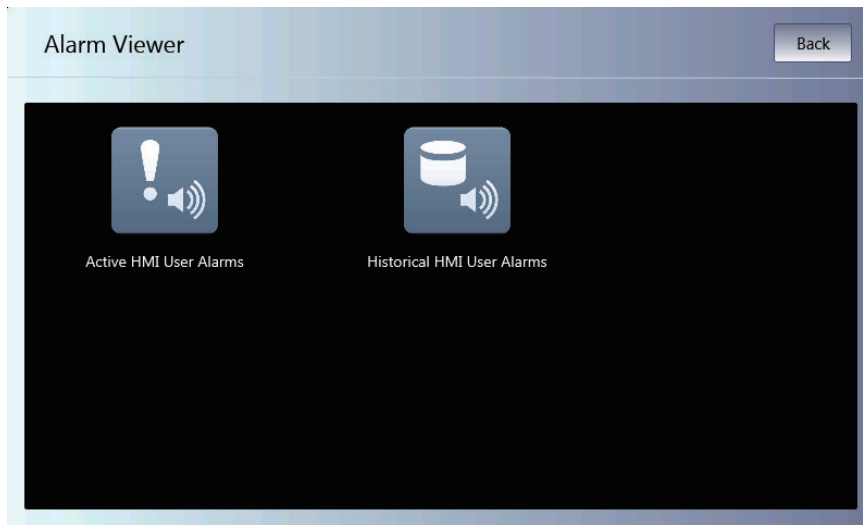 Alarm Viewer
Back
Active HMI User Alarms
Historical HMI User Alarms